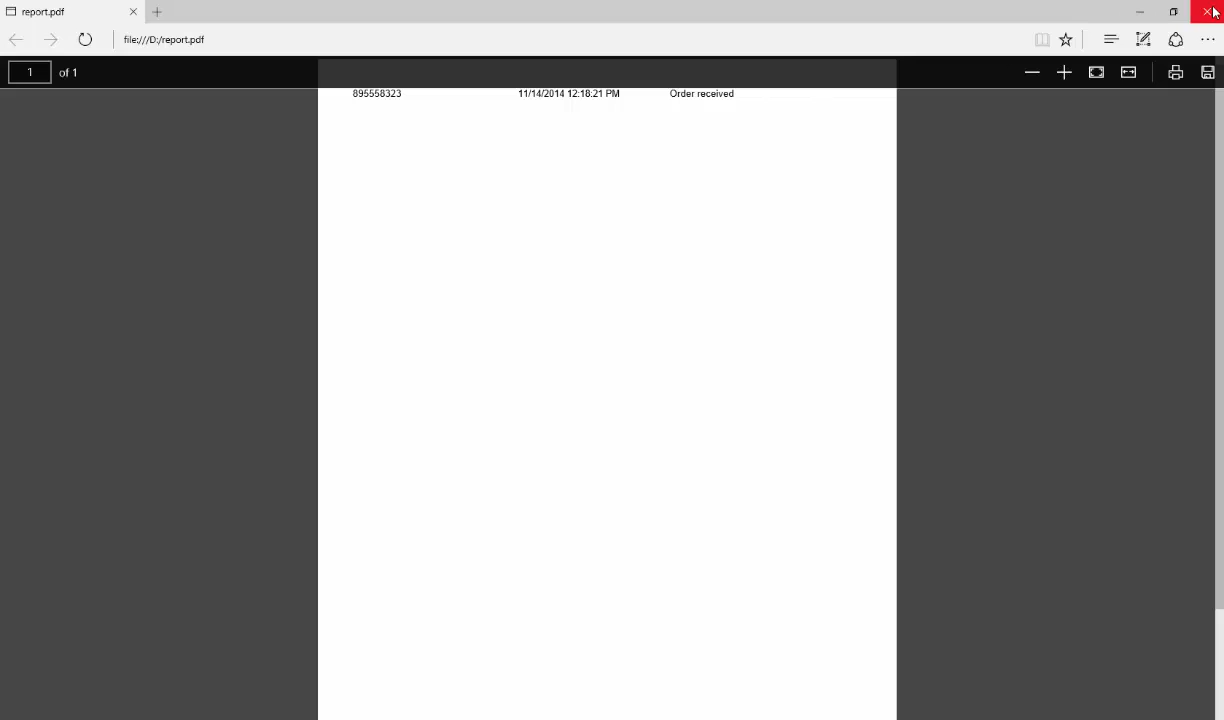 report.pdf
file:///D:/report.pdf
1 of 1
895558323 11/14/2014 12:18:21 PM Order received